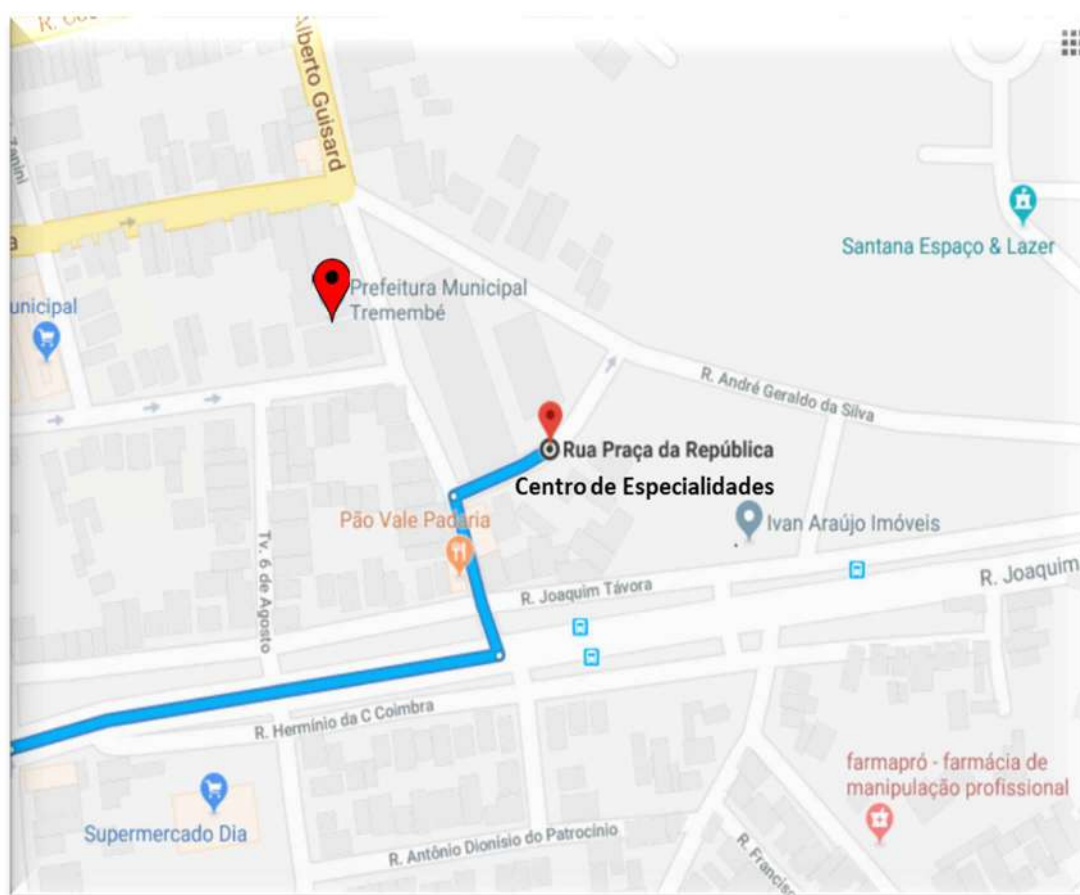 Alberto Guisard
Zanini
Santana Espaço & Lazer
Prefeitura Municipal
Tremembé
unicipal
R. André Geraldo da Silva
Rua Praça da República
Centro de Especialidades
Pão Vale Padaria
Ivan Araújo Imóveis
Tv. 6 de Agosto
R. Joaquim Távora
R. Joaquim
R. Hermínio da C Coimbra
farmapró - farmácia de
manipulação profissional
Supermercado Dia
R. Antônio Dionísio do Patrocínio
R. Francisc